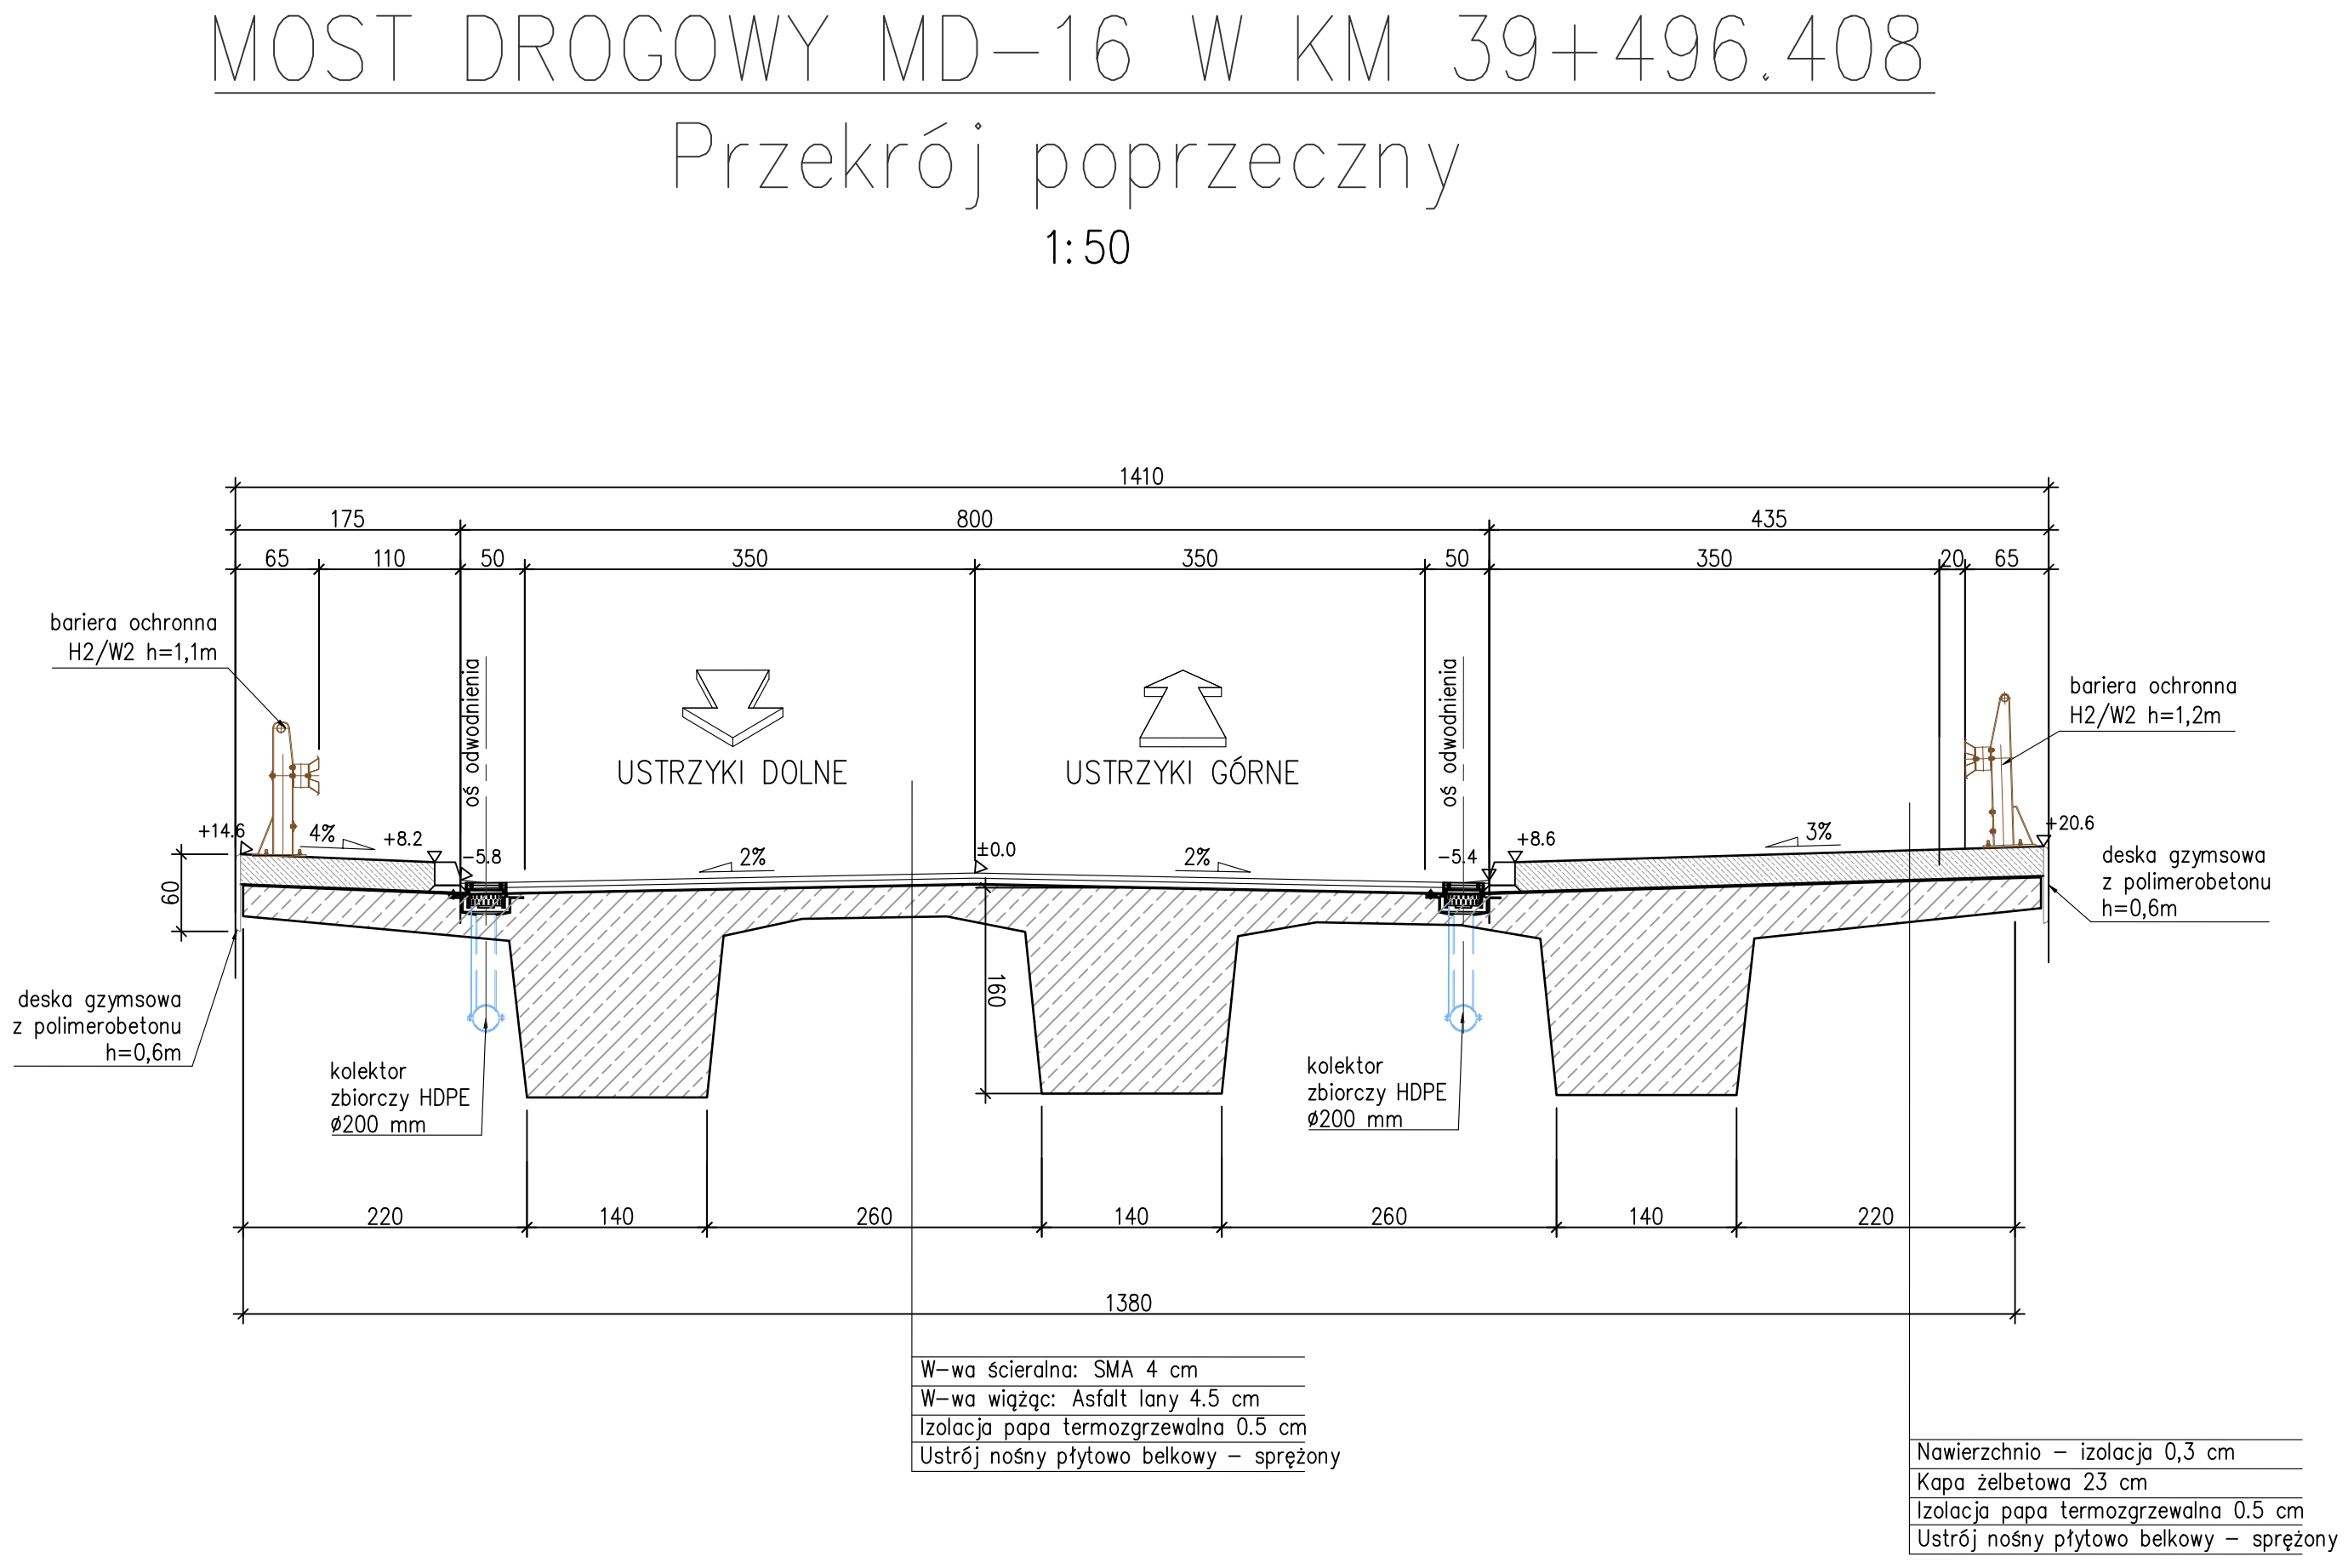 MOST DROGOWY MD-16 W KM 39+496.408
Przekrój poprzeczny
1:50
1410
175 800 435
65 110 50 350 350 50 350 20 65
bariera ochronna
H2/W2 h=1,1m
oś odwodnienia
USTRZYKI DOLNE
USTRZYKI GÓRNE
oś odwodnienia
bariera ochronna
H2/W2 h=1,2m
+14.6 4% +8.2 -5.8 2% ±0.0 2% -5.4 +8.6 3% +20.6
60
160
deska gzymsowa
z polimerobetonu
h=0,6m
deska gzymsowa
z polimerobetonu
h=0,6m
kolektor
zbiorczy HDPE
ø200 mm
kolektor
zbiorczy HDPE
ø200 mm
220 140 260 140 260 140 220
1380
W-wa ścieralna: SMA 4 cm
W-wa wiążąc: Asfalt lany 4.5 cm
Izolacja papa termozgrzewalna 0.5 cm
Ustrój nośny płytowo belkowy - sprężony
Nawierzchnio - izolacja 0,3 cm
Kapa żelbetowa 23 cm
Izolacja papa termozgrzewalna 0.5 cm
Ustrój nośny płytowo belkowy - sprężony